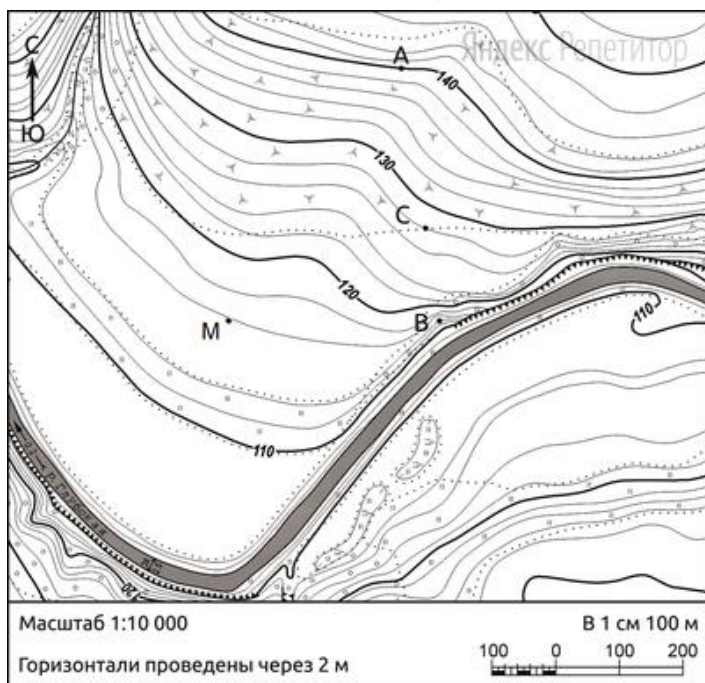 Яндекс Репетитор
С
Ю
А
140
130
С
120
М
В
110
110
120
Масштаб 1:10 000
В 1 см 100 м
Горизонтали проведены через 2 м
100 0 100 200